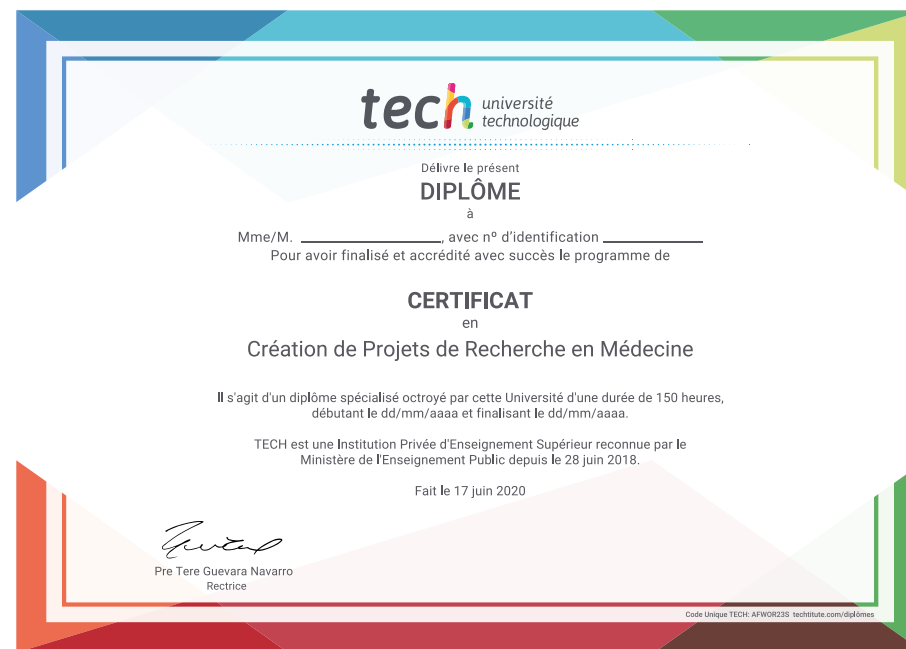 tech université
technologique
Délivre le présent
DIPLÔME
à
Mme/M. ____________________, avec nº d'identification ______________
Pour avoir finalisé et accrédité avec succès le programme de
CERTIFICAT
en
Création de Projets de Recherche en Médecine
Il s'agit d'un diplôme spécialisé octroyé par cette Université d'une durée de 150 heures,
débutant le dd/mm/aaaa et finalisant le dd/mm/aaaa.
TECH est une Institution Privée d'Enseignement Supérieur reconnue par le
Ministère de l'Enseignement Public depuis le 28 juin 2018.
Fait le 17 juin 2020
Pre Tere Guevara Navarro
Rectrice
Code Unique TECH: AFWOR23S techtitute.com/diplômes